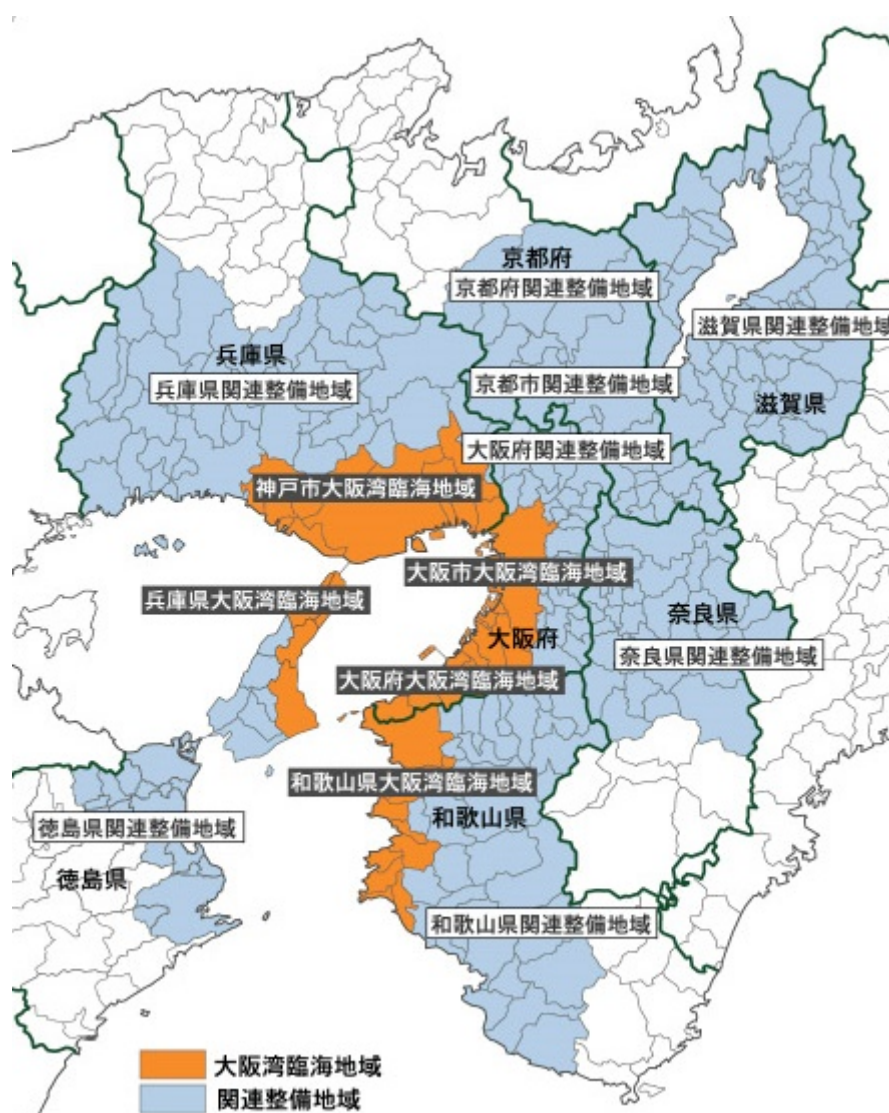 京都府
京都府関連整備地域
滋賀県関連整備地域
兵庫県
兵庫県関連整備地域
京都市関連整備地域
滋賀県
大阪府関連整備地域
神戸市大阪湾臨海地域
大阪市大阪湾臨海地域
兵庫県大阪湾臨海地域
大阪府
奈良県
奈良県関連整備地域
大阪府大阪湾臨海地域
和歌山県大阪湾臨海地域
和歌山県
徳島県関連整備地域
徳島県
和歌山県関連整備地域
大阪湾臨海地域
関連整備地域